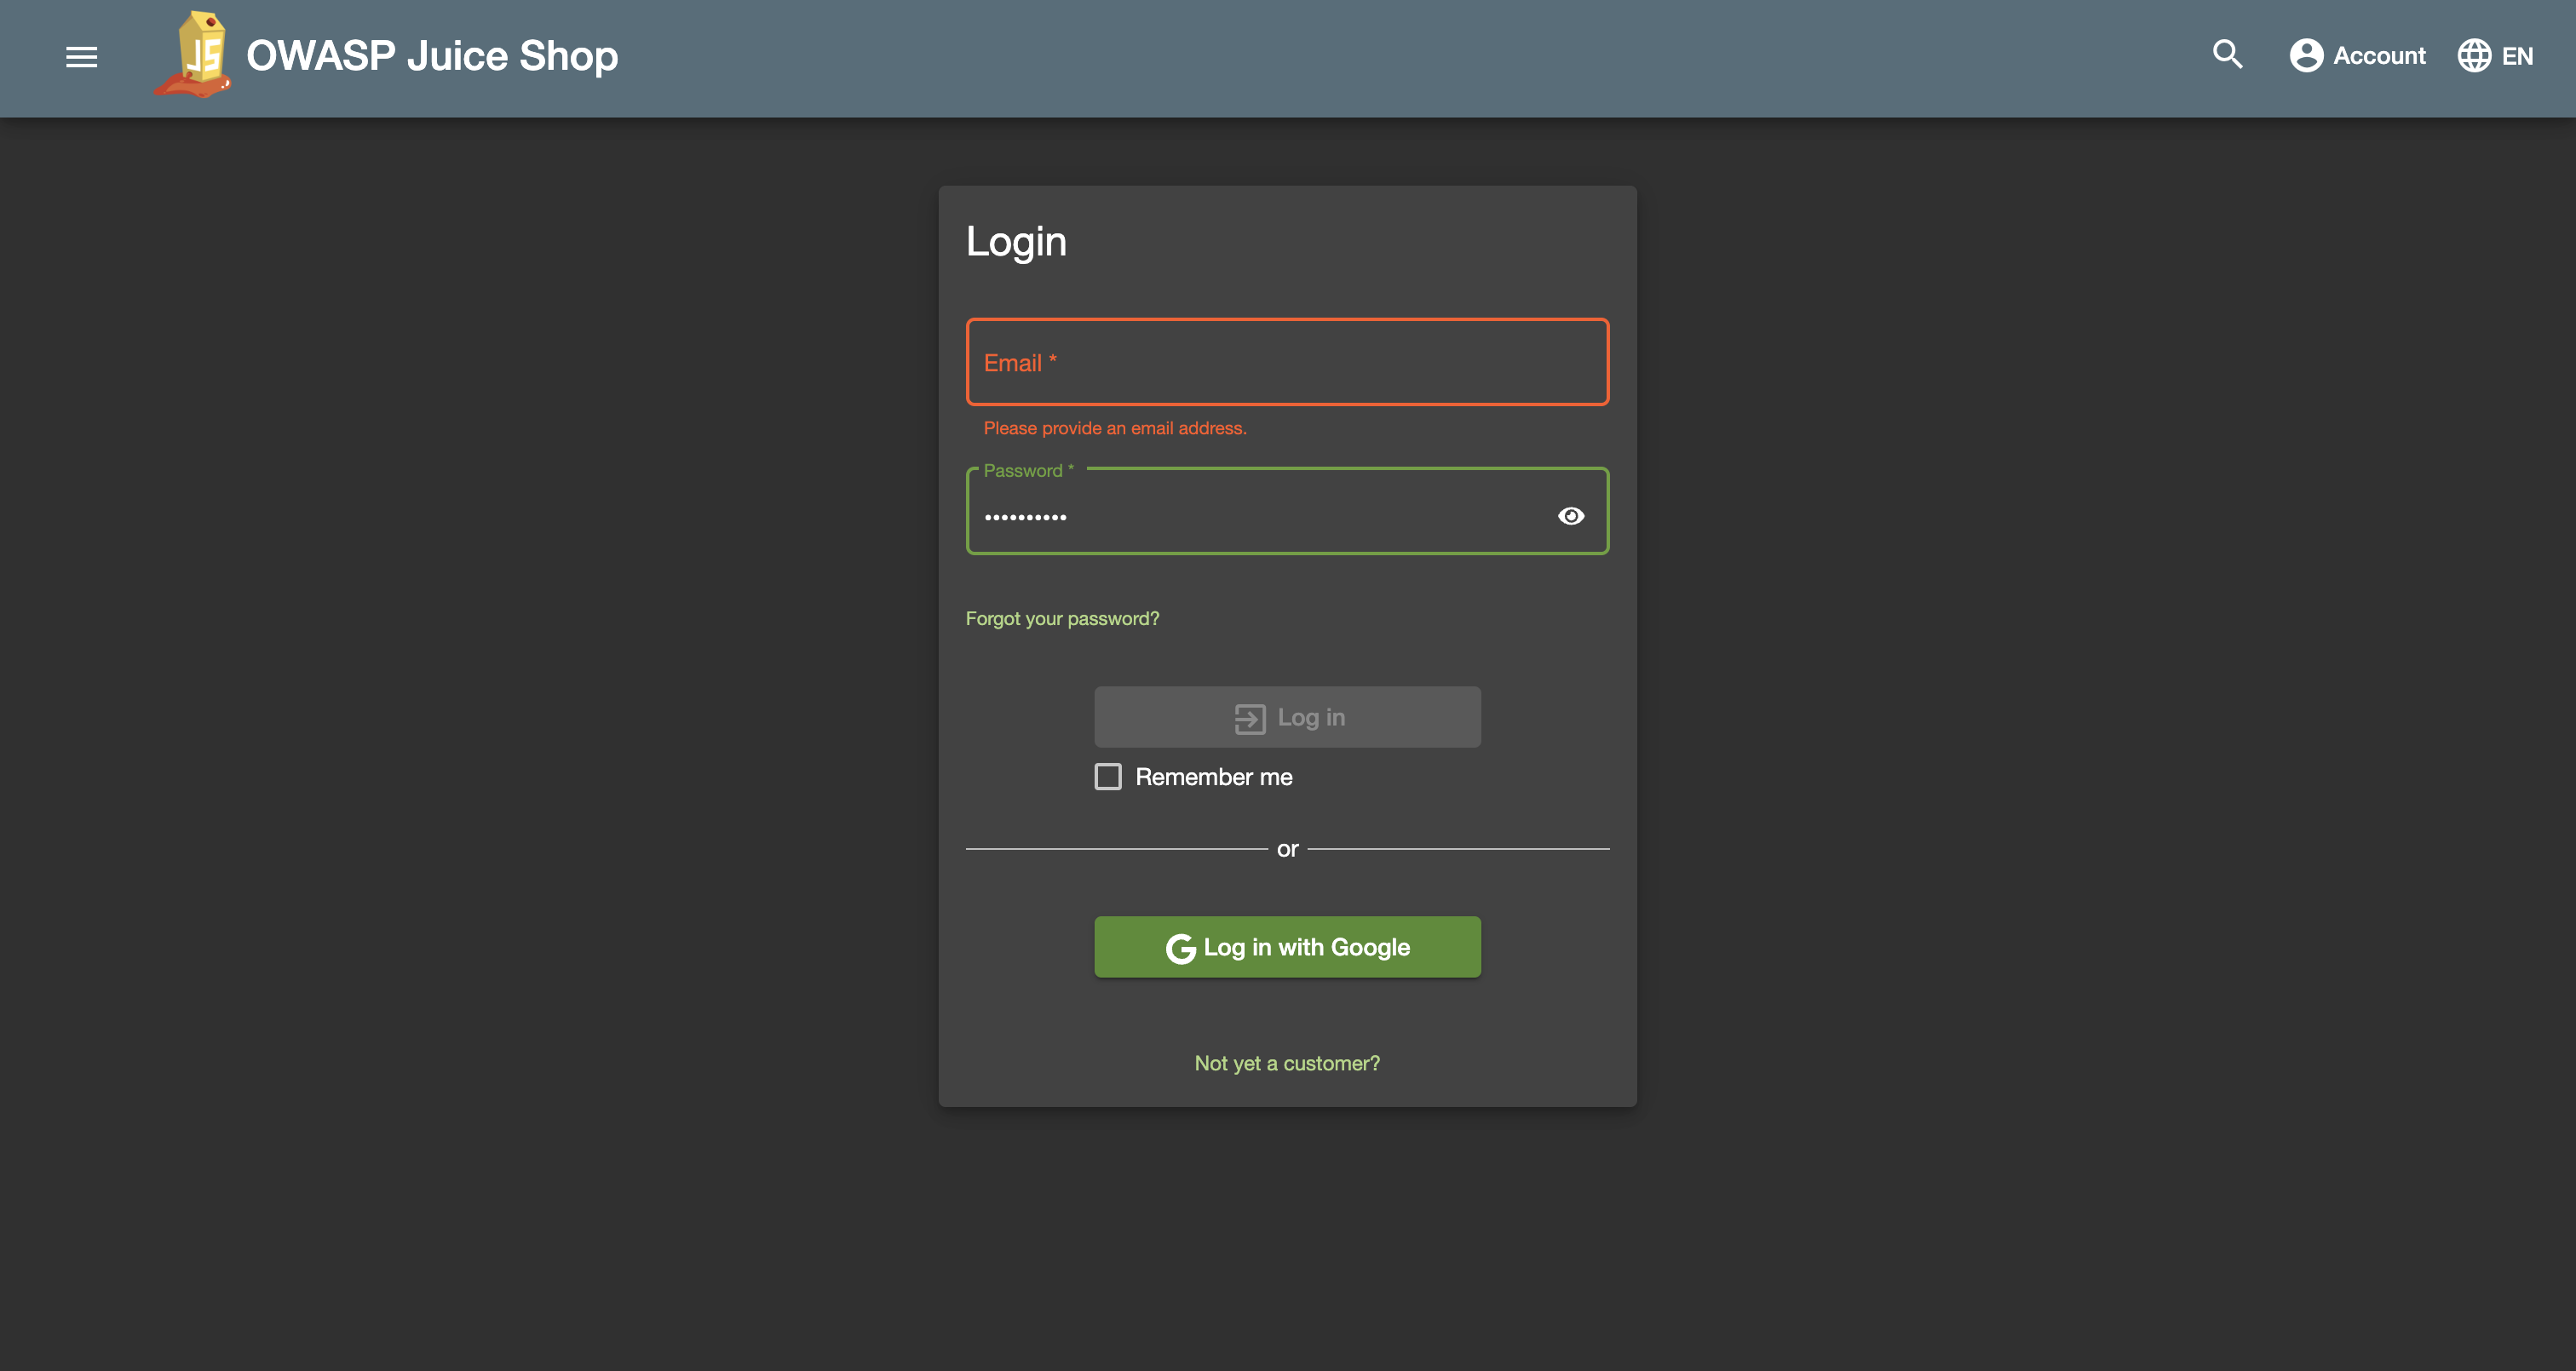 OWASP Juice Shop
Account
EN
Login
Email *
Please provide an email address.
Password *
••••••••••
Forgot your password?
Log in
Remember me
or
Log in with Google
Not yet a customer?